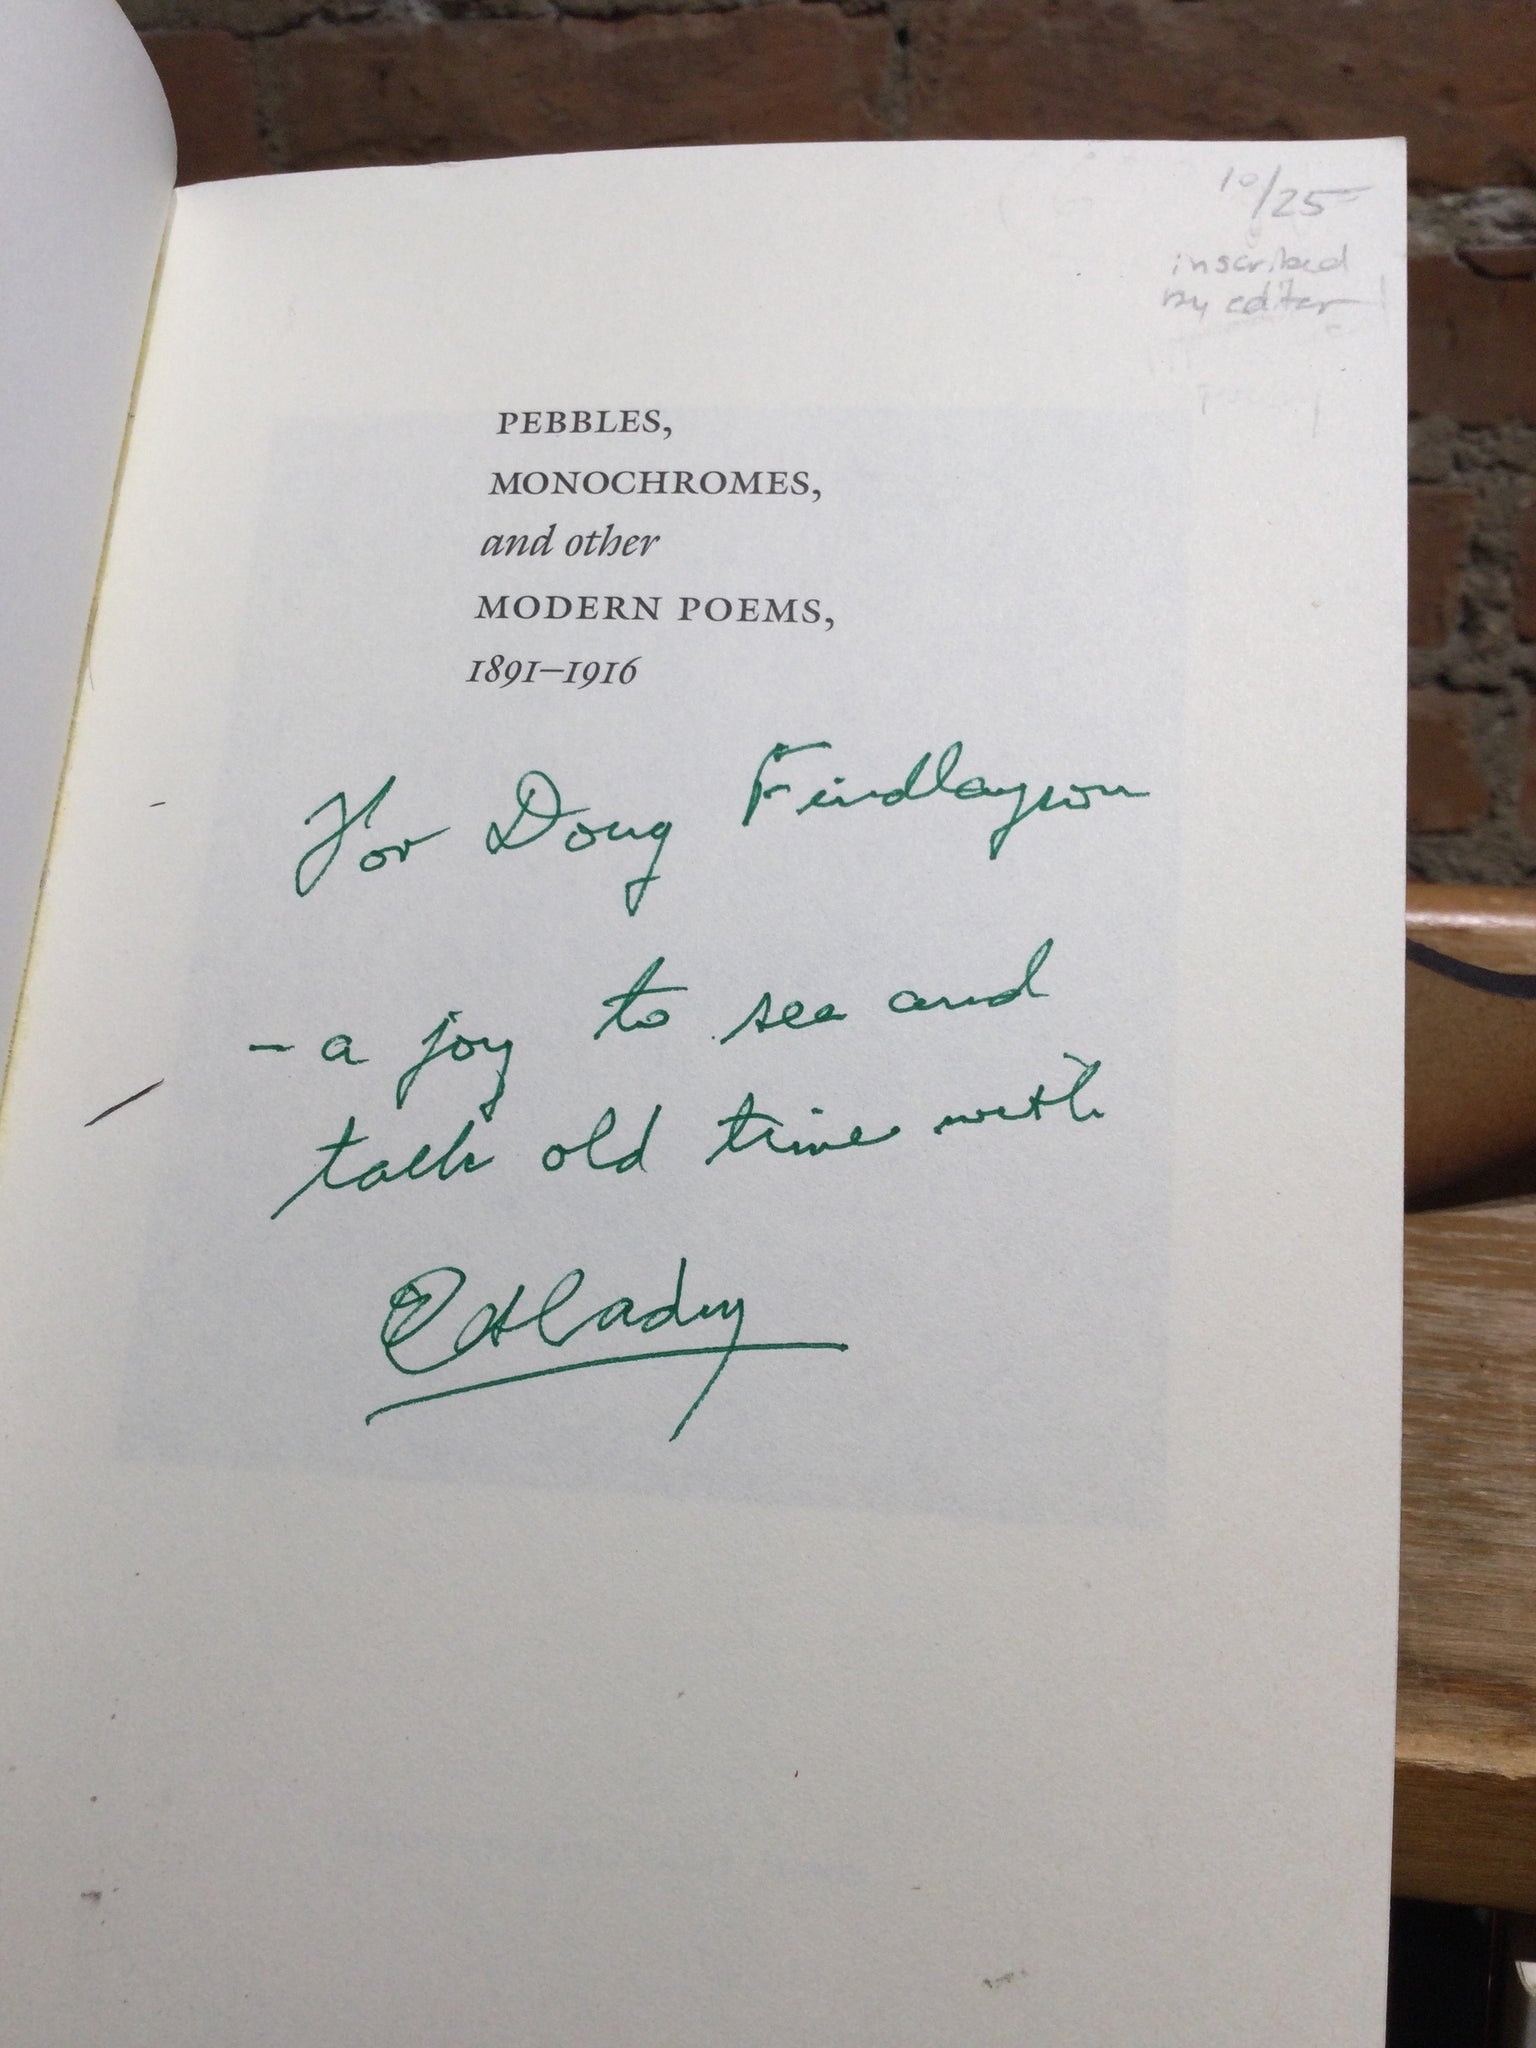 10/25
inscribed
by editor
PEBBLES,
MONOCHROMES,
and other
MODERN POEMS,
1891–1916
For Doug Findlayson
– a joy to see and
talk old time with